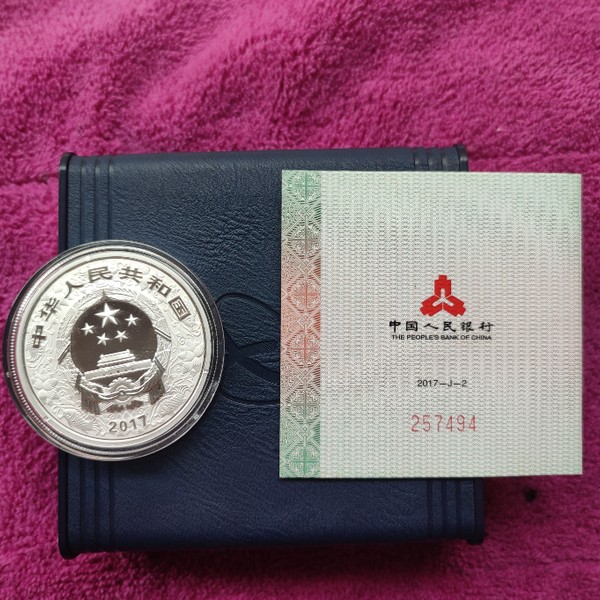 中华人民共和国
2017
中国人民银行
THE PEOPLE'S BANK OF CHINA
2017—J—2
257494